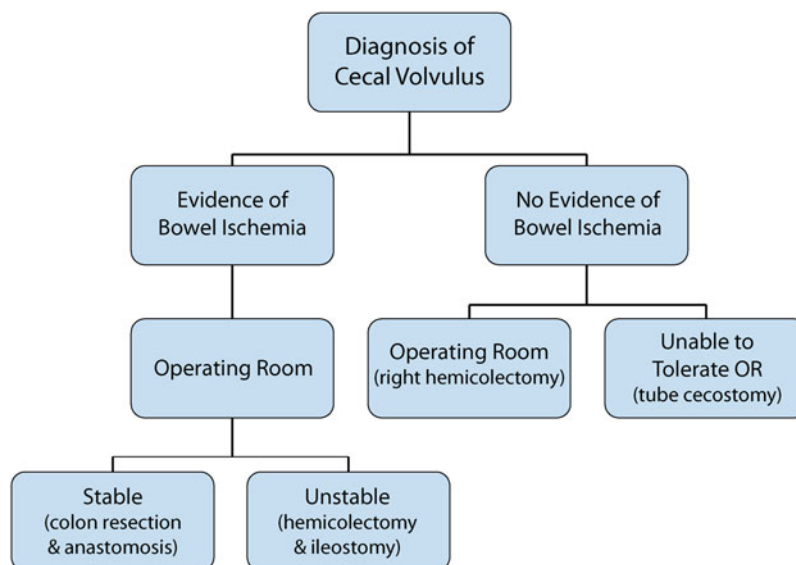 Diagnosis of
Cecal Volvulus
Evidence of
Bowel Ischemia
No Evidence of
Bowel Ischemia
Operating Room
Operating Room
(right hemicolectomy)
Unable to
Tolerate OR
(tube cecostomy)
Stable
(colon resection
& anastomosis)
Unstable
(hemicolectomy
& ileostomy)